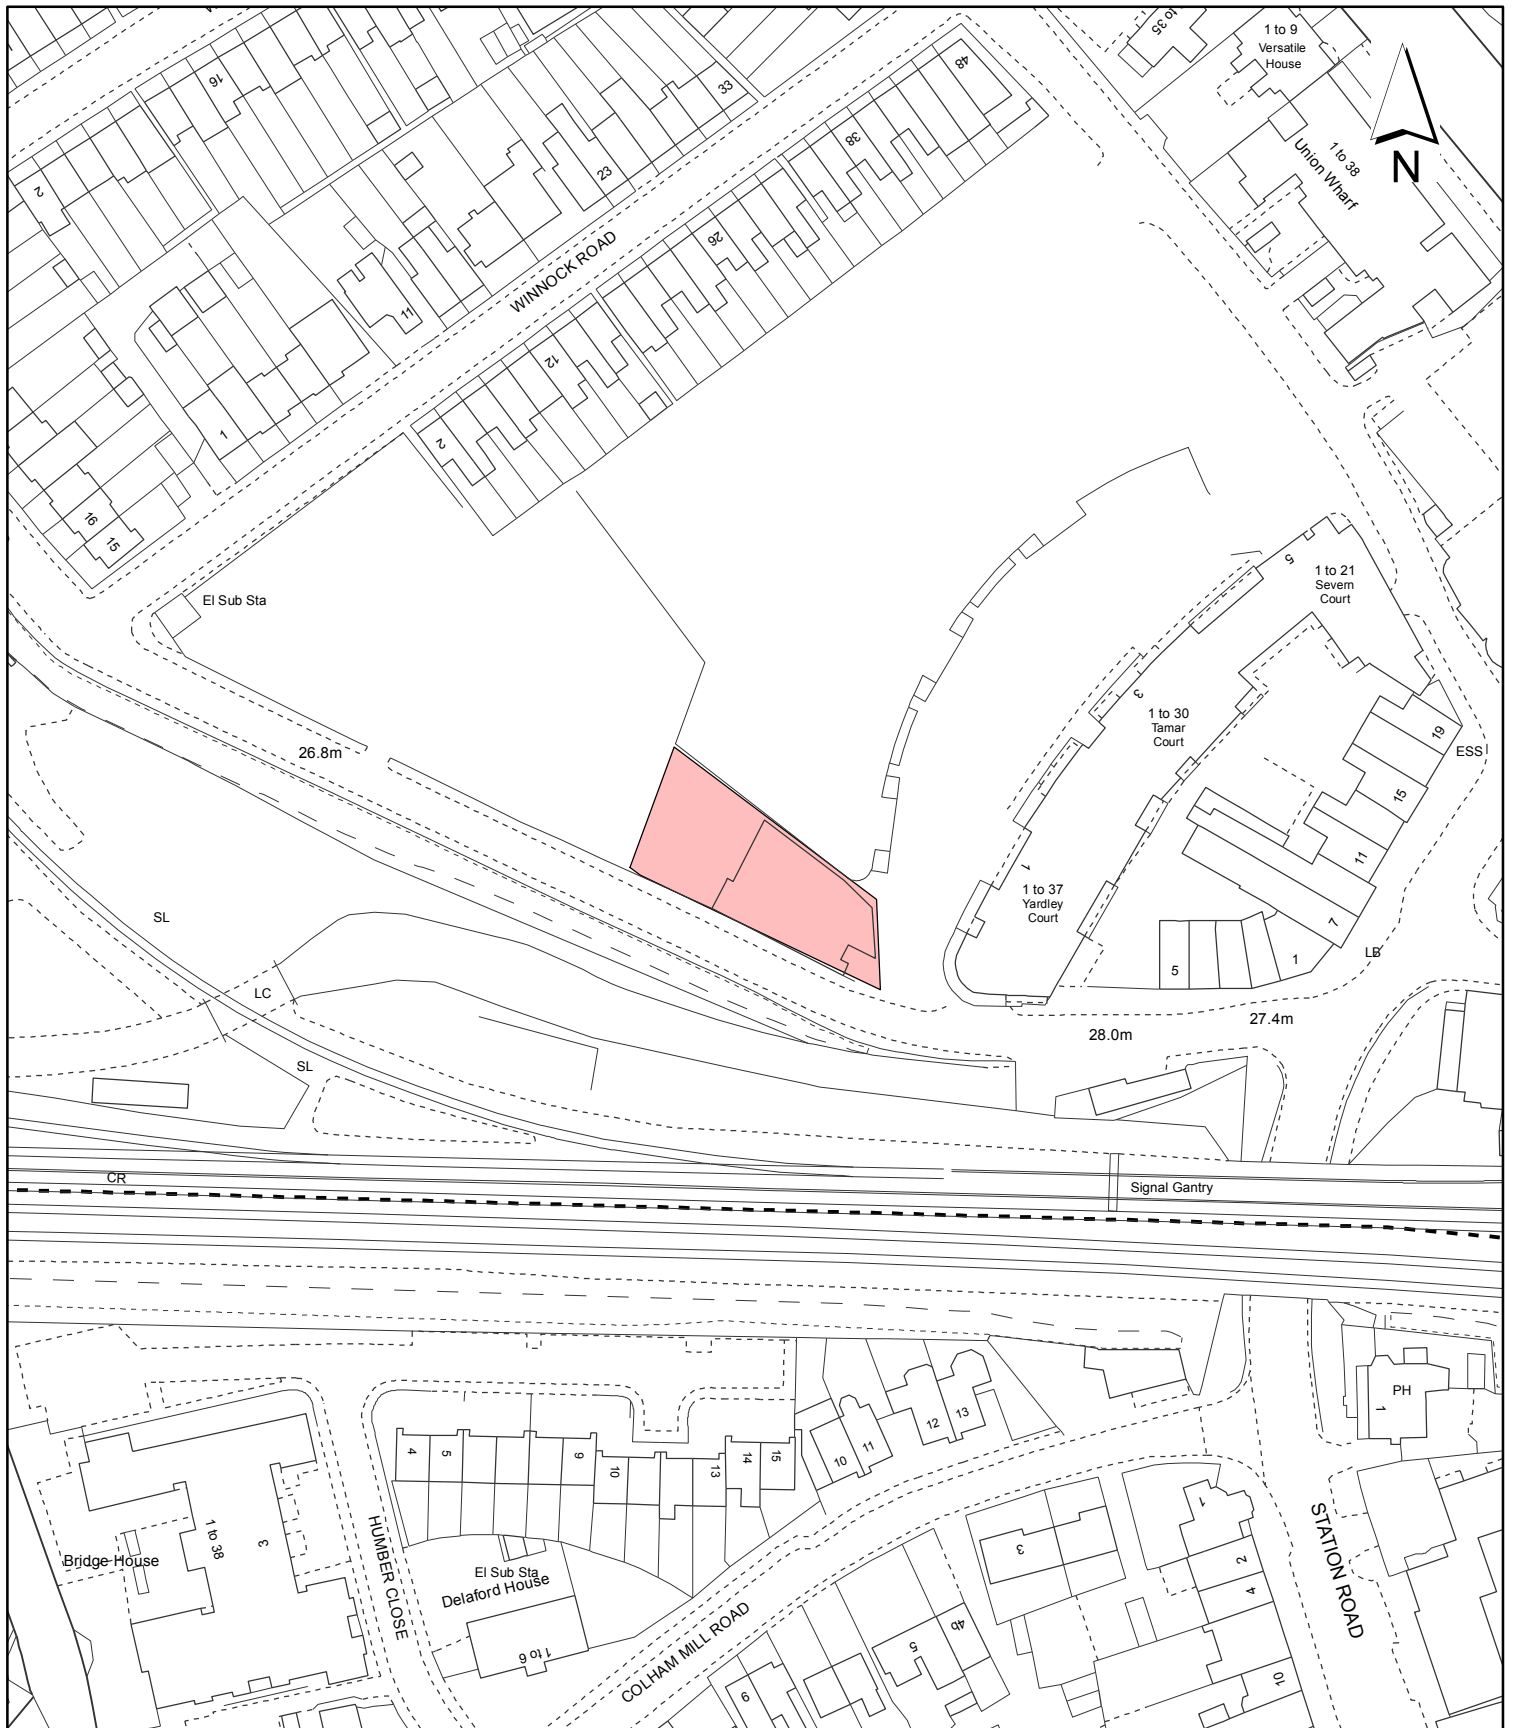 to 35
1 to 9
Versatile
House
16
33
48
N
1 to 38
Union Wharf
38
23
2
26
WINNOCK ROAD
11
12
1
2
16
15
El Sub Sta
5
1 to 21
Severn
Court
3
1 to 30
Tamar
Court
19
ESS
26.8m
15
11
1
1 to 37
Yardley
Court
7
SL
5
1
LB
LC
28.0m
27.4m
SL
CR
Signal Gantry
PH
1
4
5
9
10
13
14
15
10
11
12
13
1 to 38
3
Bridge House
HUMBER CLOSE
El Sub Sta
Delaford House
1 to 6
COLHAM MILL ROAD
3
1
2
4
STATION ROAD
5
4b
9
10